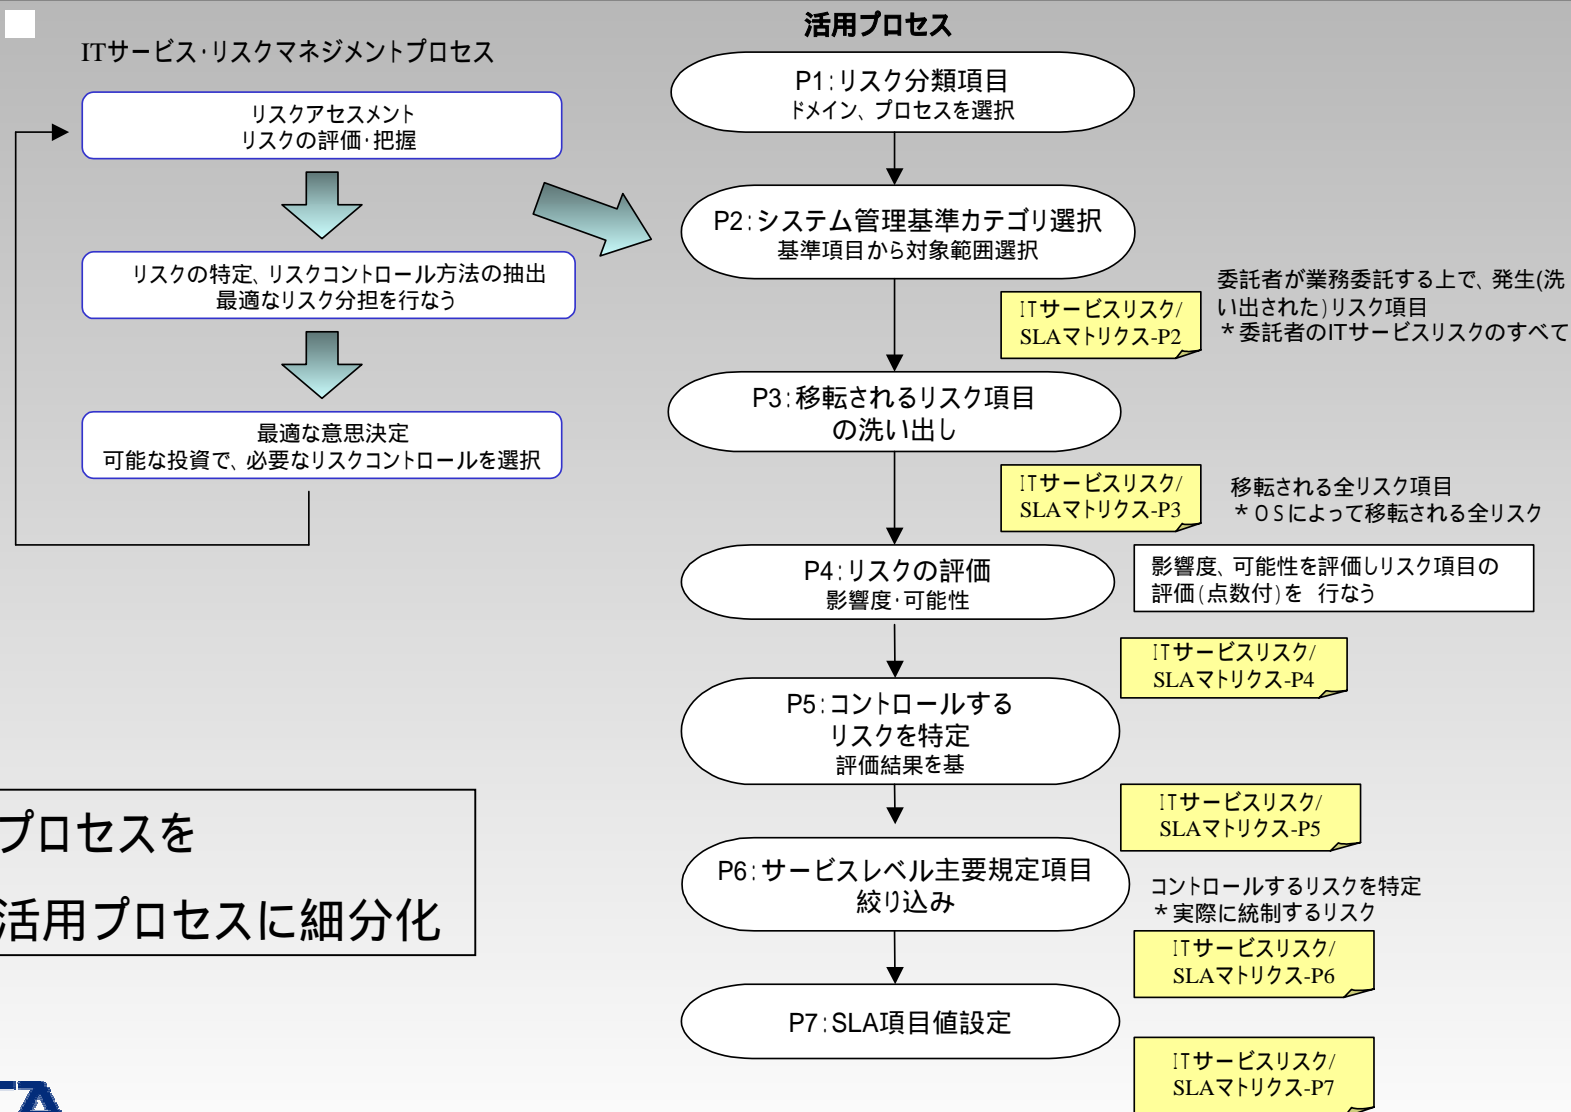 活用プロセス
ITサービス・リスクマネジメントプロセス
リスクアセスメント
リスクの評価・把握
リスクの特定、リスクコントロール方法の抽出
最適なリスク分担を行なう
最適な意思決定
可能な投資で、必要なリスクコントロールを選択
プロセスを
活用プロセスに細分化
P1:リスク分類項目
ドメイン、プロセスを選択
P2:システム管理基準カテゴリ選択
基準項目から対象範囲選択
ITサービスリスク/
SLAマトリクス-P2
委託者が業務委託する上で、発生(洗
い出された)リスク項目
*委託者のITサービスリスクのすべて
P3:移転されるリスク項目
の洗い出し
ITサービスリスク/
SLAマトリクス-P3
移転される全リスク項目
*OSによって移転される全リスク
P4:リスクの評価
影響度・可能性
影響度、可能性を評価しリスク項目の
評価(点数付)を 行なう
ITサービスリスク/
SLAマトリクス-P4
P5:コントロールする
リスクを特定
評価結果を基
ITサービスリスク/
SLAマトリクス-P5
P6:サービスレベル主要規定項目
絞り込み
コントロールするリスクを特定
*実際に統制するリスク
ITサービスリスク/
SLAマトリクス-P6
P7:SLA項目値設定
ITサービスリスク/
SLAマトリクス-P7